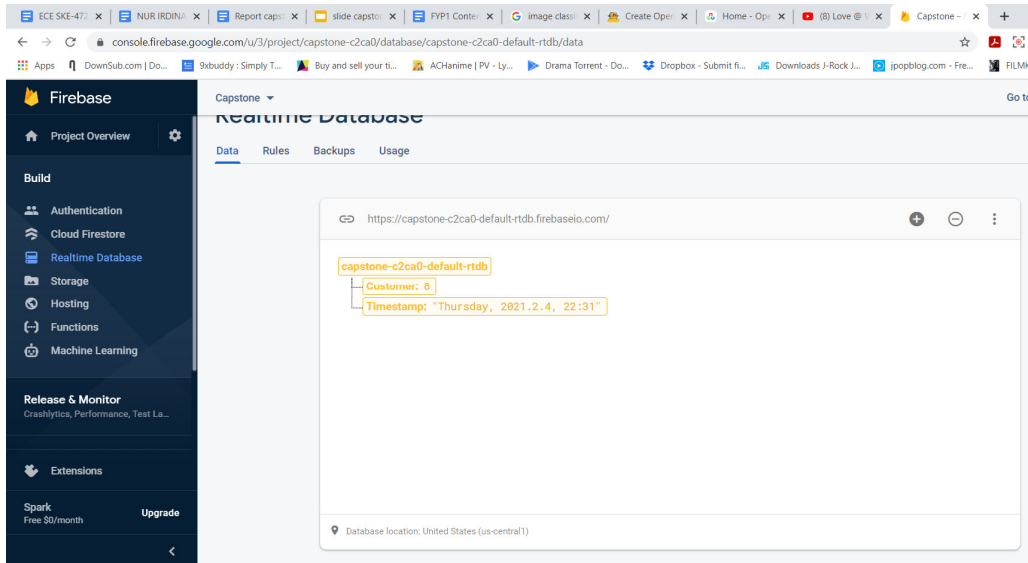 ECE SKE-472
NUR IRDINA
Report capst
slide capstor
FYP1 Conter
image classi
Create Oper
Home - Ope
(8) Love @
Capstone –
console.firebase.google.com/u/3/project/capstone-c2ca0/database/capstone-c2ca0-default-rtdb/data
Apps
DownSub.com | Do...
9xbuddy : Simply T...
Buy and sell your ti...
ACHanime | PV - Ly...
Drama Torrent - Do...
Dropbox - Submit fi...
Downloads J-Rock J...
jpopblog.com - Fre...
FILMK
Firebase
Capstone
Go to
Project Overview
Realtime Database
Data
Rules
Backups
Usage
Build
Authentication
Cloud Firestore
Realtime Database
Storage
Hosting
Functions
Machine Learning
Release & Monitor
Crashlytics, Performance, Test La...
Extensions
Spark
Free $0/month
Upgrade
https://capstone-c2ca0-default-rtdb.firebaseio.com/
capstone-c2ca0-default-rtdb
Customer: 8
Timestamp: "Thursday, 2021.2.4, 22:31"
Database location: United States (us-central1)